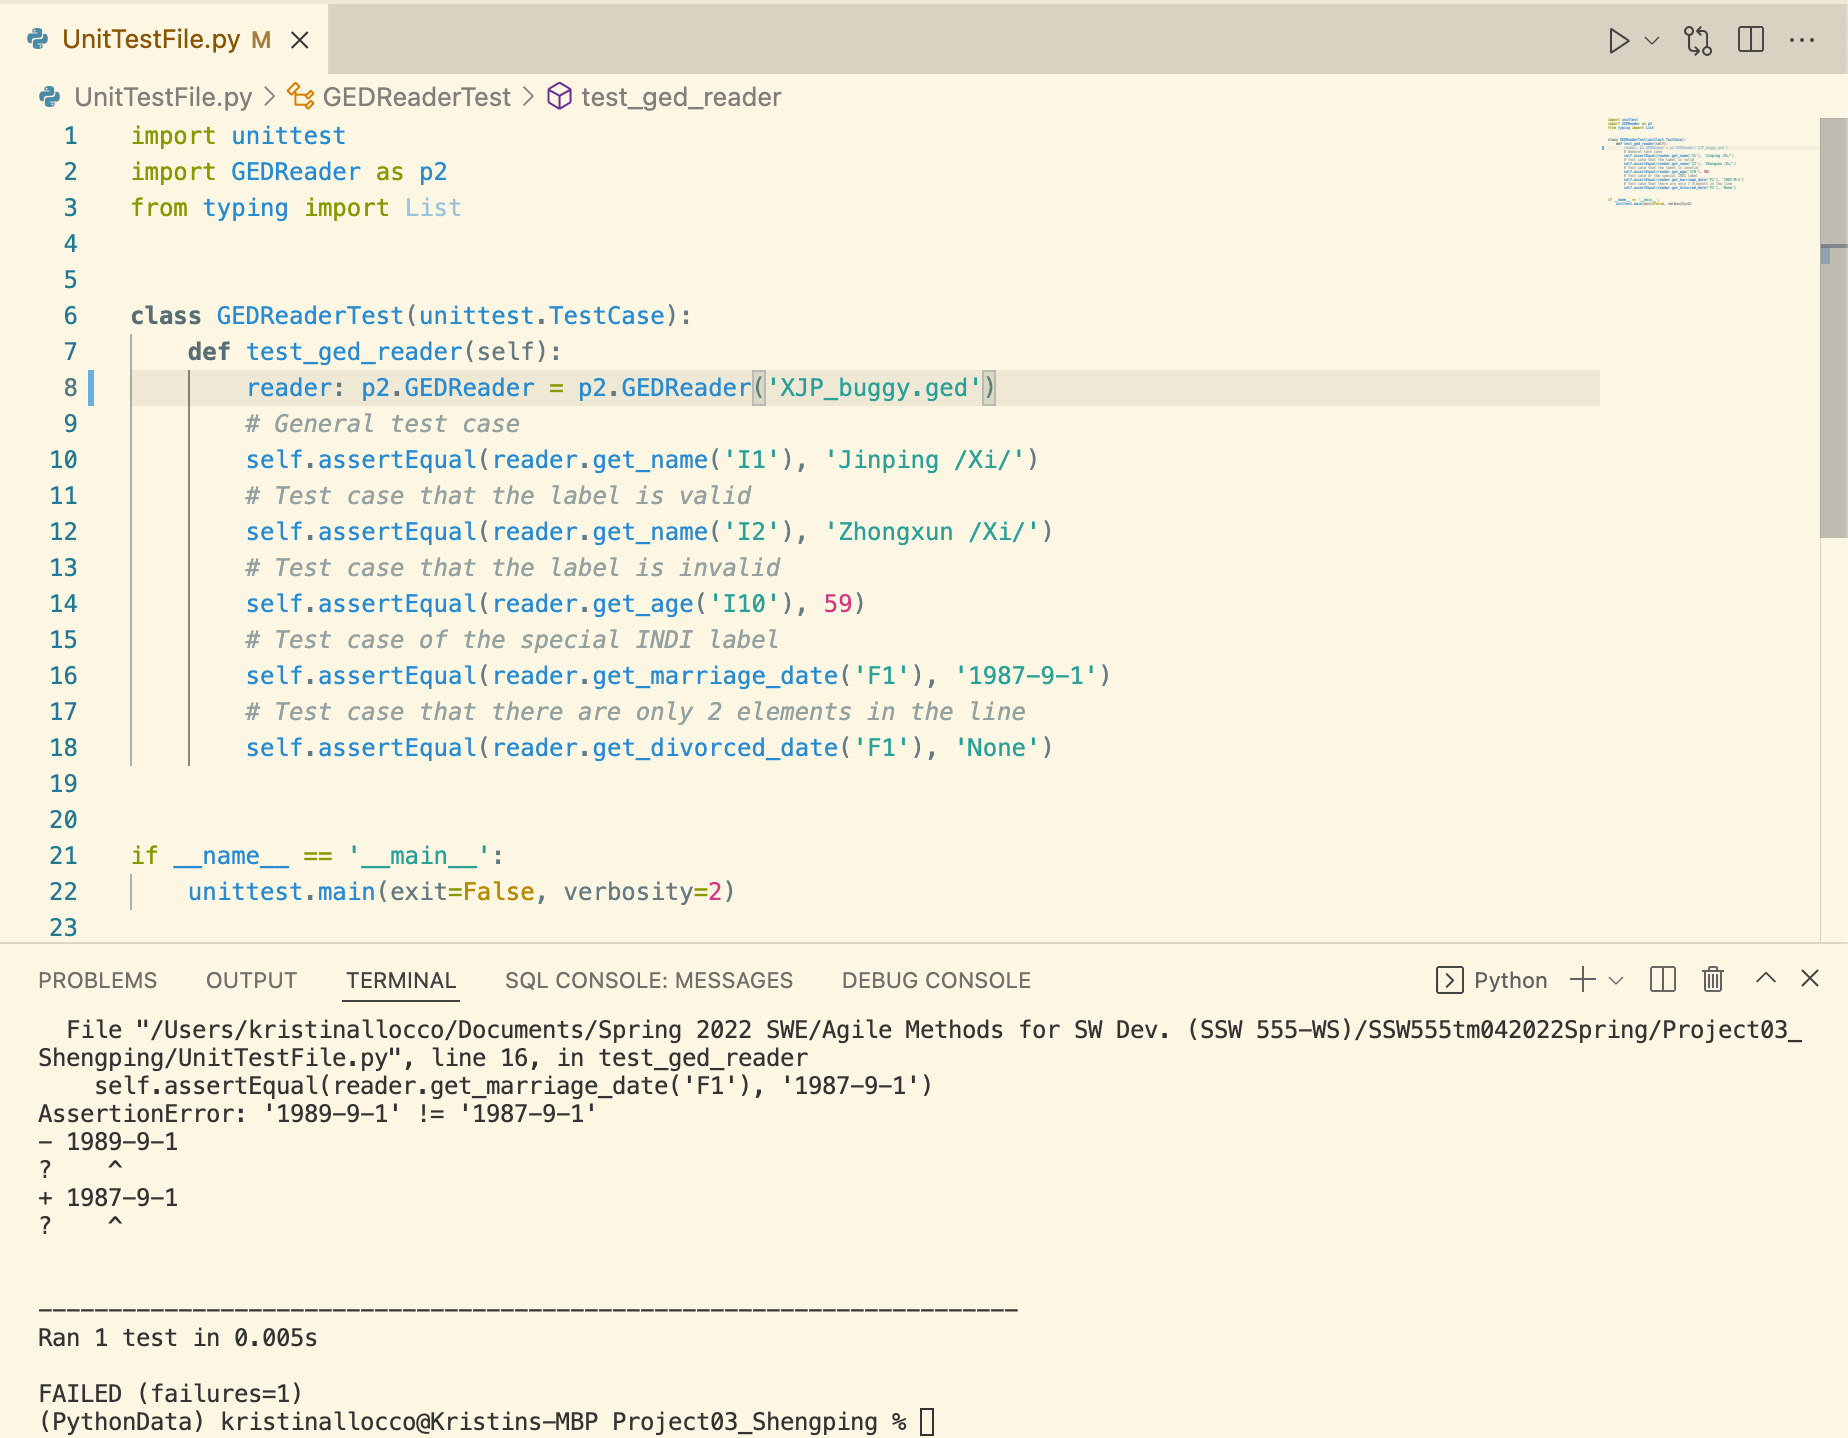 UnitTestFile.py M
UnitTestFile.py > GEDReaderTest > test_ged_reader
1 import unittest
2 import GEDReader as p2
3 from typing import List
4
5
6 class GEDReaderTest(unittest.TestCase):
7     def test_ged_reader(self):
8         reader: p2.GEDReader = p2.GEDReader('XJP_buggy.ged')
9         # General test case
10         self.assertEqual(reader.get_name('I1'), 'Jinping /Xi/')
11         # Test case that the label is valid
12         self.assertEqual(reader.get_name('I2'), 'Zhongxun /Xi/')
13         # Test case that the label is invalid
14         self.assertEqual(reader.get_age('I10'), 59)
15         # Test case of the special INDI label
16         self.assertEqual(reader.get_marriage_date('F1'), '1987-9-1')
17         # Test case that there are only 2 elements in the line
18         self.assertEqual(reader.get_divorced_date('F1'), 'None')
19
20
21 if __name__ == '__main__':
22     unittest.main(exit=False, verbosity=2)
23
PROBLEMS OUTPUT TERMINAL SQL CONSOLE: MESSAGES DEBUG CONSOLE Python
  File "/Users/kristinallocco/Documents/Spring 2022 SWE/Agile Methods for SW Dev. (SSW 555-WS)/SSW555tm042022Spring/Project03_
Shengping/UnitTestFile.py", line 16, in test_ged_reader
    self.assertEqual(reader.get_marriage_date('F1'), '1987-9-1')
AssertionError: '1989-9-1' != '1987-9-1'
- 1989-9-1
?    ^
+ 1987-9-1
?    ^
----------------------------------------------------------------------
Ran 1 test in 0.005s
FAILED (failures=1)
(PythonData) kristinallocco@Kristins-MBP Project03_Shengping %